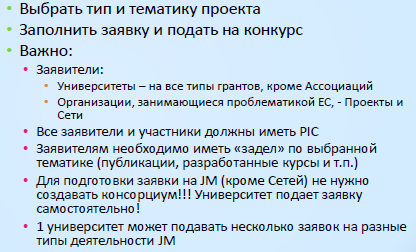 • Выбрать тип и тематику проекта
• Заполнить заявку и подать на конкурс
• Важно:
• Заявители:
• Университеты – на все типы грантов, кроме Ассоциаций
• Организации, занимающиеся проблематикой ЕС, - Проекты и
Сети
• Все заявители и участники должны иметь PIC
• Заявителям необходимо иметь «задел» по выбранной
тематике (публикации, разработанные курсы и т.п.)
• Для подготовки заявки на JM (кроме Сетей) не нужно
создавать консорциум!!! Университет подает заявку
самостоятельно!
• 1 университет может подавать несколько заявок на разные
типы деятельности JM